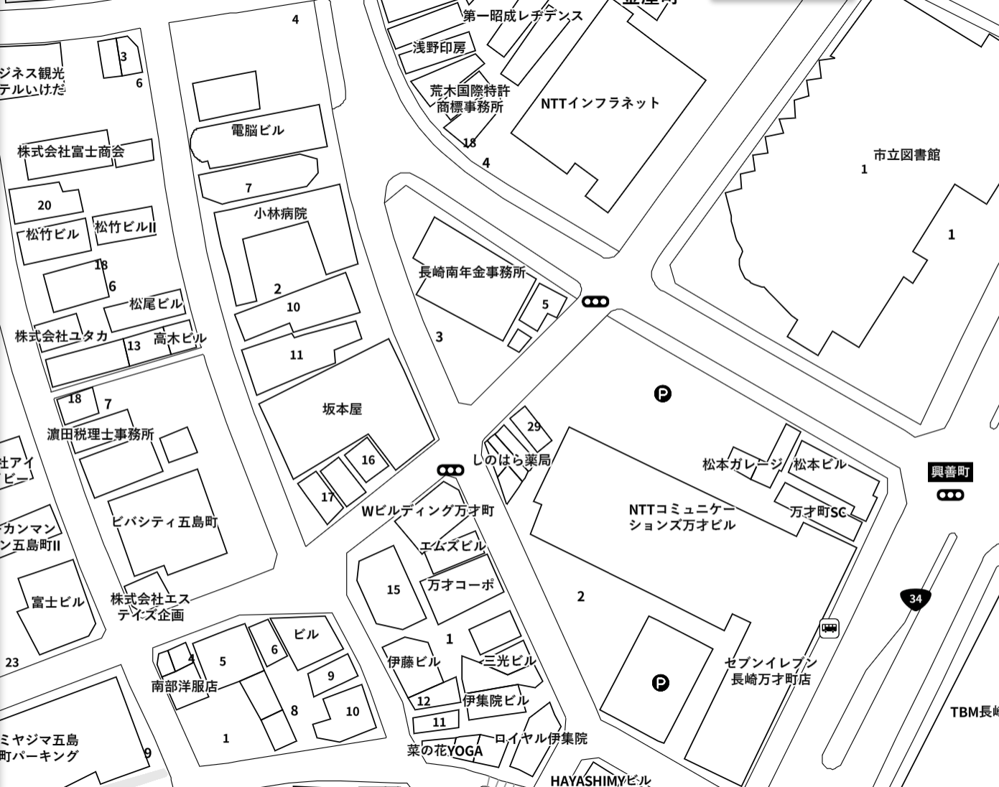 4
第一昭成レヂデンス
浅野印房
3
ジネス観光
テルいけだ
6
荒木国際特許
商標事務所
NTTインフラネット
電脳ビル
18
4
株式会社富士商会
市立図書館
1
7
20
小林病院
松竹ビル
松竹ビルII
1
18
6
長崎南年金事務所
2
松尾ビル
10
5
株式会社ユタカ
高木ビル
13
3
11
18
7
坂本屋
濵田税理士事務所
29
16
しのはら薬局
社アイ
ビー
松本ガレージ
松本ビル
興善町
17
Wビルディング万才町
NTTコミュニケー
ションズ万才ビル
万才町SC
ビバシティ五島町
カンマン
ン五島町II
エムズビル
万才コーポ
15
2
34
富士ビル
株式会社エス
テイズ企画
ビル
1
6
4
5
23
伊藤ビル
三光ビル
セブンイレブン
長崎万才町店
9
南部洋服店
12
伊集院ビル
8
10
11
TBM長崎
1
ロイヤル伊集院
菜の花YOGA
ミヤジマ五島
町パーキング
9
HAYASHIMYビル